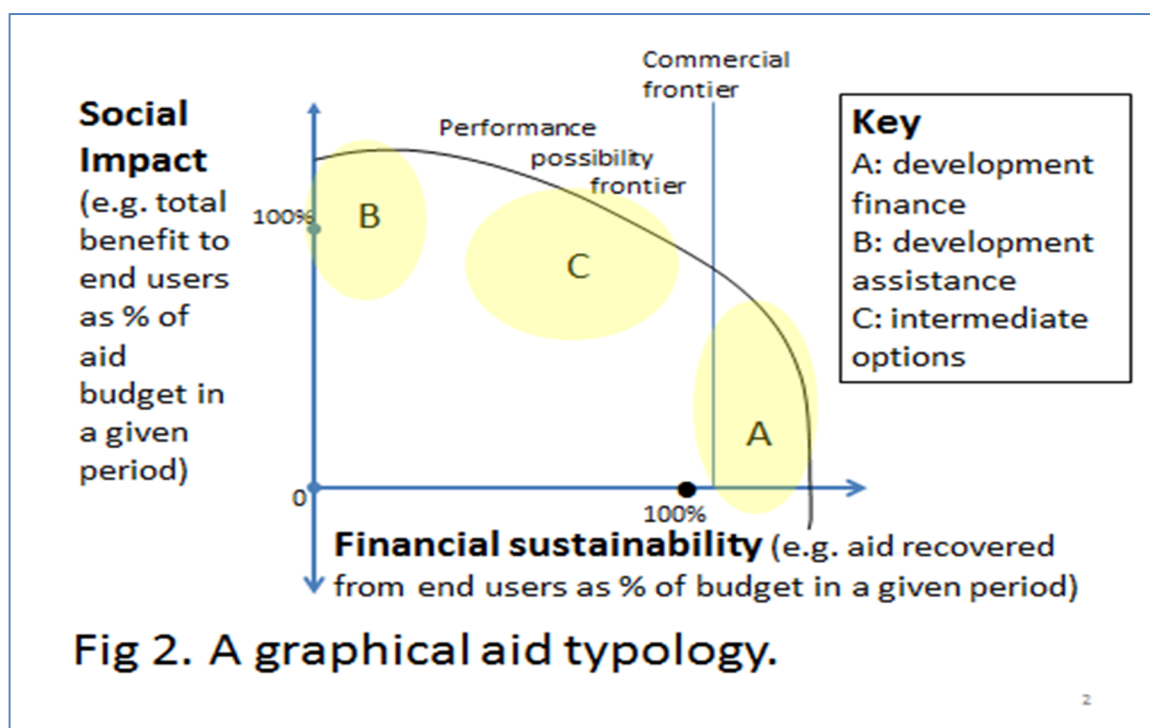 Social
Impact
(e.g. total
benefit to
end users
as % of
aid
budget in
a given
period)
100%
0
B
Performance
possibility
frontier
C
Commercial
frontier
A
100%
Financial sustainability (e.g. aid recovered
from end users as % of budget in a given period)
Key
A: development
finance
B: development
assistance
C: intermediate
options
Fig 2. A graphical aid typology.
2